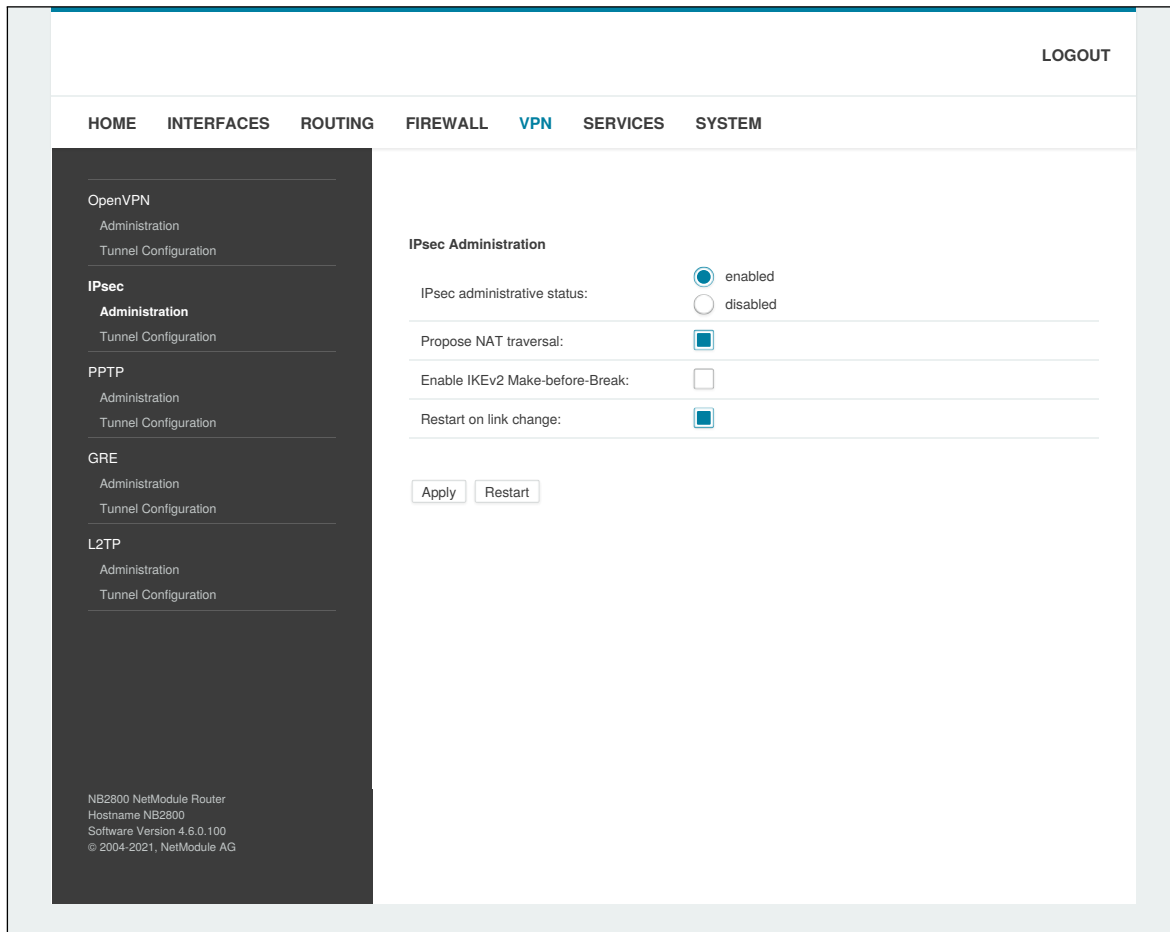 LOGOUT
HOME INTERFACES ROUTING FIREWALL VPN SERVICES SYSTEM
OpenVPN
Administration
Tunnel Configuration
IPsec
Administration
Tunnel Configuration
PPTP
Administration
Tunnel Configuration
GRE
Administration
Tunnel Configuration
L2TP
Administration
Tunnel Configuration
NB2800 NetModule Router
Hostname NB2800
Software Version 4.6.0.100
© 2004-2021, NetModule AG
IPsec Administration
IPsec administrative status:
enabled
disabled
Propose NAT traversal:
Enable IKEv2 Make-before-Break:
Restart on link change:
Apply Restart